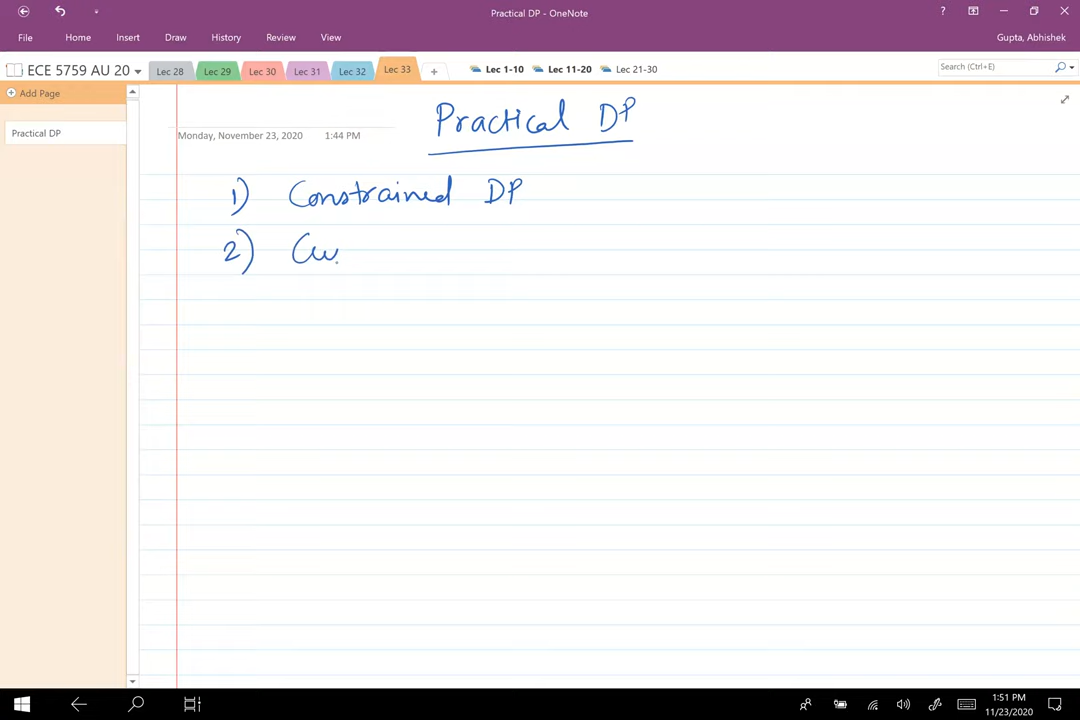 Practical DP - OneNote
File Home Insert Draw History Review View
Gupta, Abhishek
ECE 5759 AU 20
Lec 28 Lec 29 Lec 30 Lec 31 Lec 32 Lec 33 Lec 1-10 Lec 11-20 Lec 21-30
Search (Ctrl+E)
Add Page
Practical DP
Practical DP
Monday, November 23, 2020 1:44 PM
1) Constrained DP
2)
1:51 PM
11/23/2020